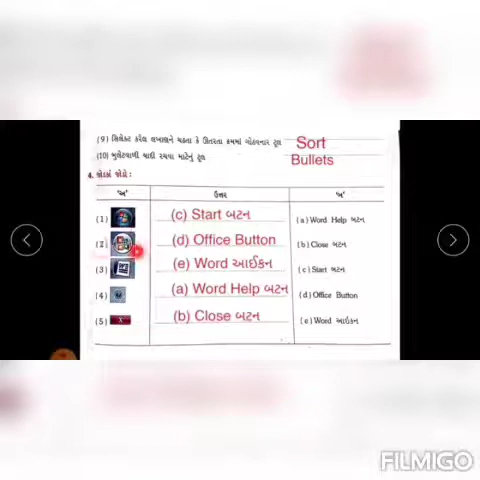 (9) સિલેક્ટ કરેલ લખાણને ચઢતા કે ઊતરતા ક્રમમાં ગોઠવનાર ટૂલ Sort
(10) બુલેટવાળી યાદી રચવા માટેનું ટૂલ Bullets
4. જોડકાં જોડો :
'અ' ઉત્તર 'બ'
(1) (c) Start બટન (a) Word Help બટન
(2) (d) Office Button (b) Close બટન
(3) (e) Word આઈકન (c) Start બટન
(4) (a) Word Help બટન (d) Office Button
(5) (b) Close બટન (e) Word આઈકન
FILMIGO